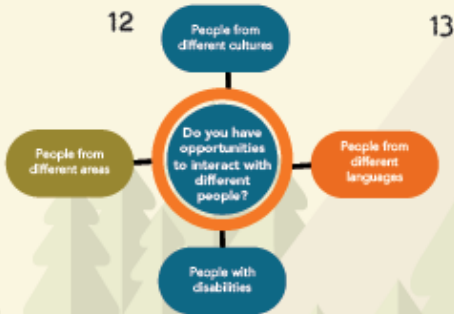 12
13
People from
different cultures
Do you have
opportunities
to interact with
different
people?
People from
different areas
People from
different
languages
People with
disabilities